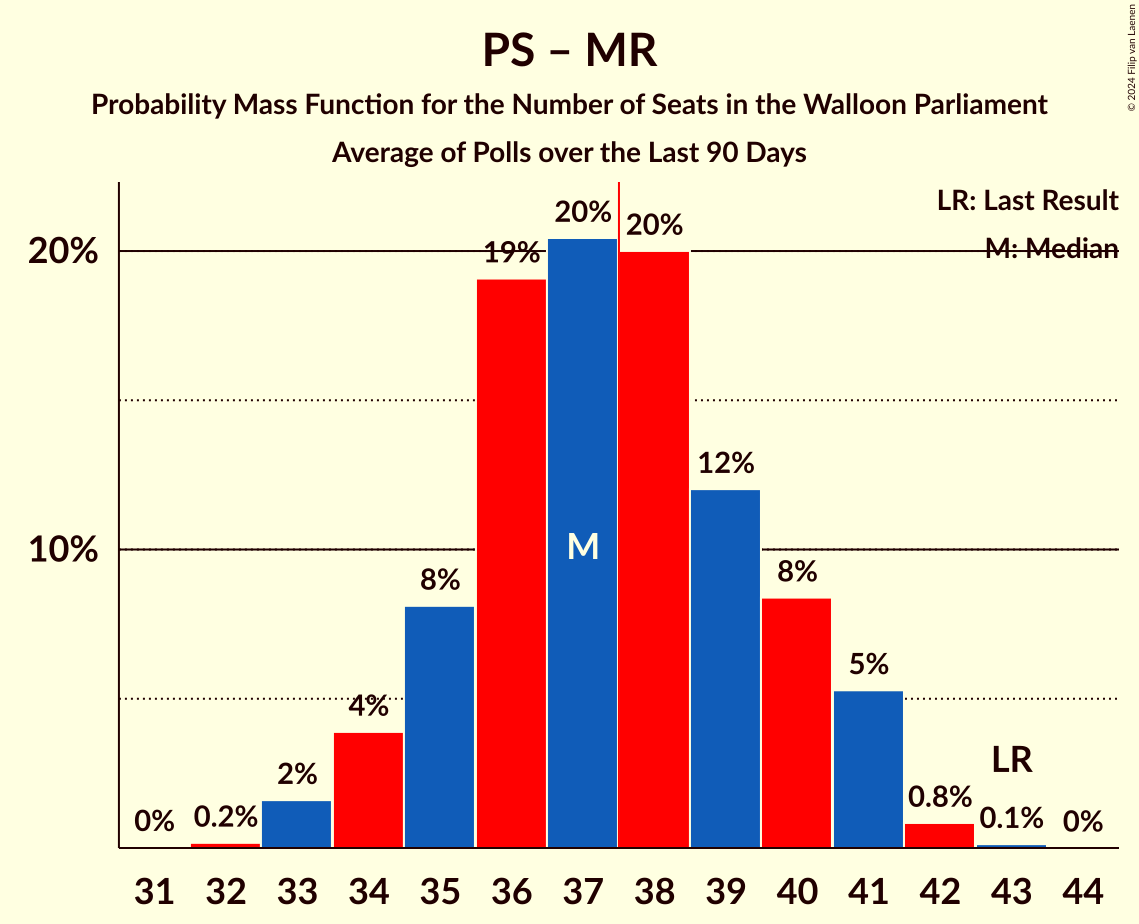 PS – MR
Probability Mass Function for the Number of Seats in the Walloon Parliament
Average of Polls over the Last 90 Days
© 2024 Filip van Laenen
LR: Last Result
M: Median
20%
10%
0%
0.2%
2%
4%
8%
19%
20%
20%
12%
8%
5%
0.8%
0.1%
0%
M
LR
31 32 33 34 35 36 37 38 39 40 41 42 43 44